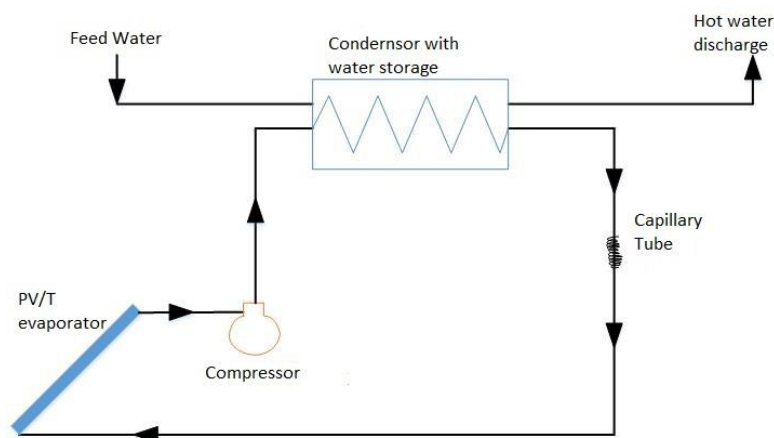 Feed Water
Condernsor with
water storage
Hot water
discharge
Capillary
Tube
PV/T
evaporator
Compressor